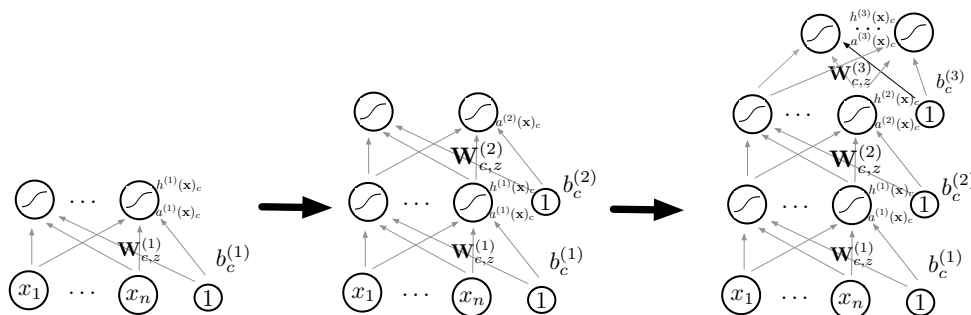 h^{(1)}(x)_c
. . .
a^{(1)}(x)_c
W^{(1)}_{c,z} b^{(1)}_c
x_1 . . . x_n 1
a^{(2)}(x)_c
W^{(2)}_{c,z} b^{(2)}_c
1
h^{(1)}(x)_c
. . .
a^{(1)}(x)_c
W^{(1)}_{c,z} b^{(1)}_c
x_1 . . . x_n 1
h^{(3)}(x)_c
. . .
a^{(3)}(x)_c
W^{(3)}_{c,z} b^{(3)}_c
h^{(2)}(x)_c
. . . 1
a^{(2)}(x)_c
W^{(2)}_{c,z} b^{(2)}_c
h^{(1)}(x)_c
. . . 1
a^{(1)}(x)_c
W^{(1)}_{c,z} b^{(1)}_c
x_1 . . . x_n 1